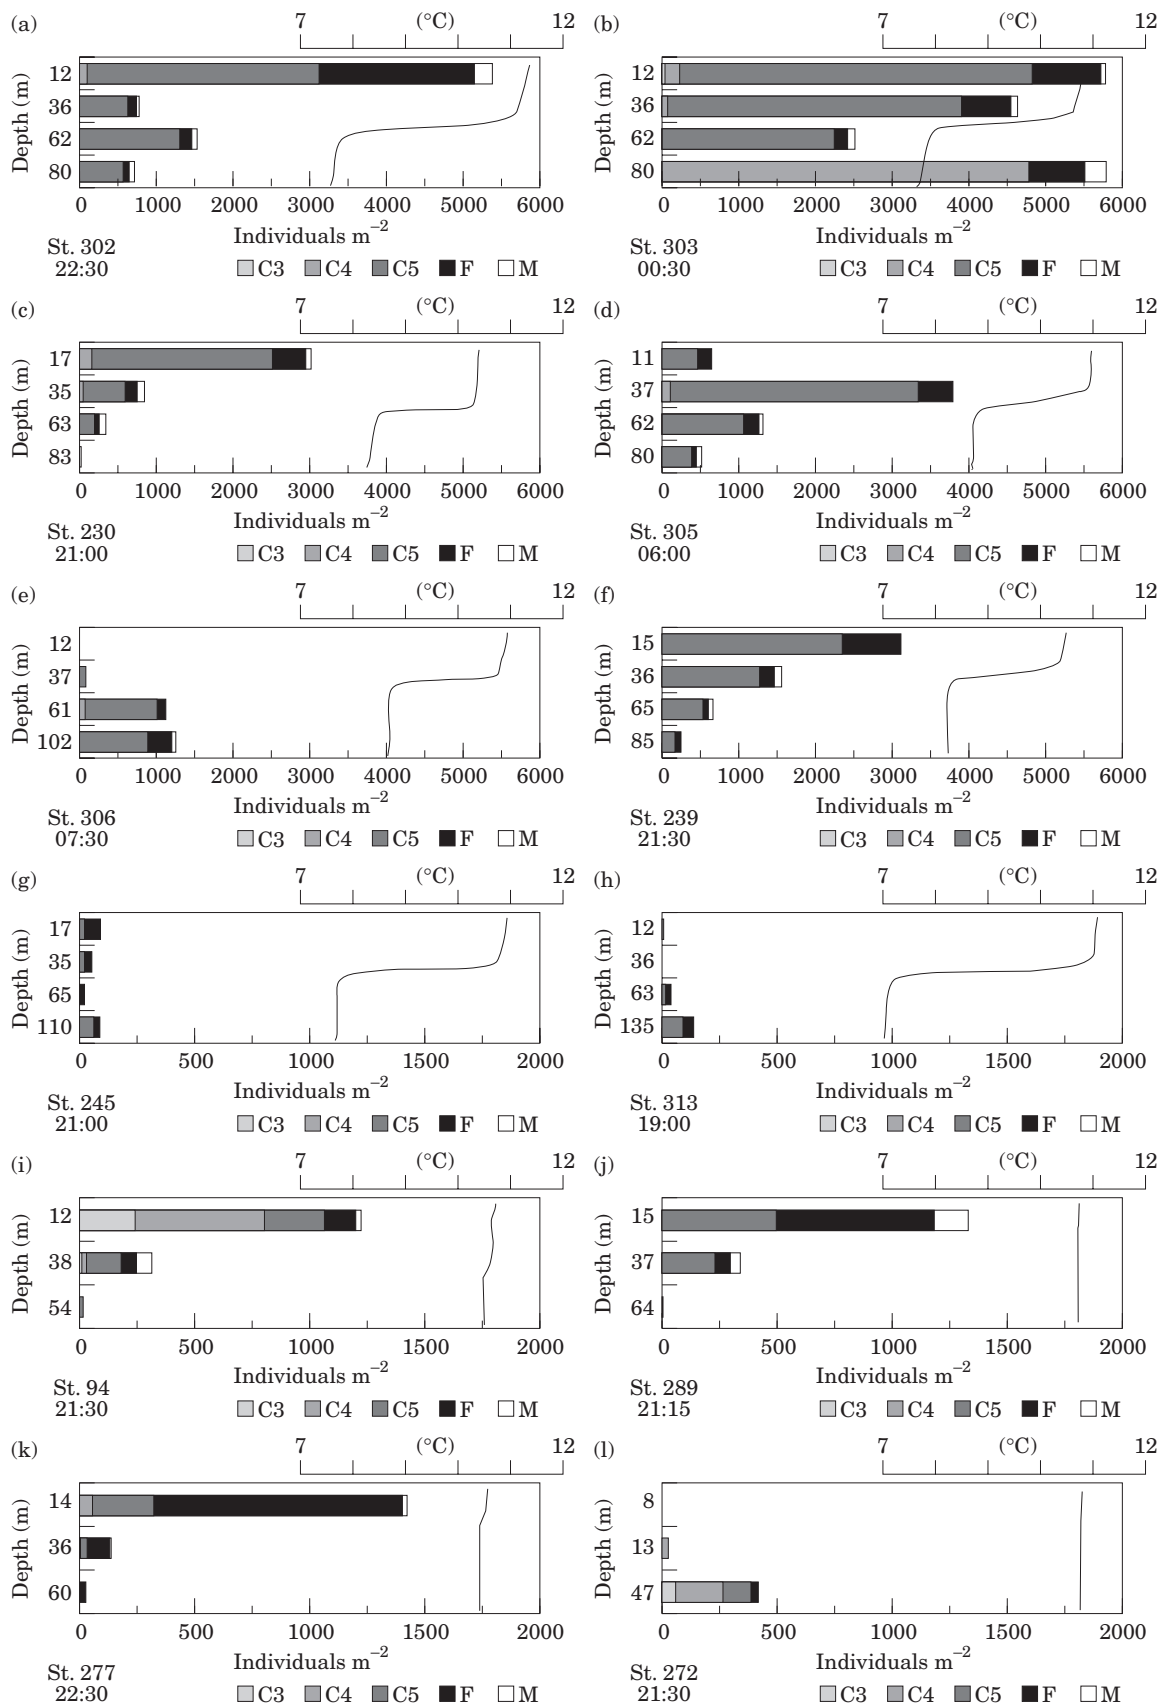 (a)
7 (°C) 12
Depth (m)
12
36
62
80
0 1000 2000 3000 4000 5000 6000
Individuals m⁻²
St. 302
22:30
C3 C4 C5 F M
(b)
7 (°C) 12
Depth (m)
12
36
62
80
0 1000 2000 3000 4000 5000 6000
Individuals m⁻²
St. 303
00:30
C3 C4 C5 F M
(c)
7 (°C) 12
Depth (m)
17
35
63
83
0 1000 2000 3000 4000 5000 6000
Individuals m⁻²
St. 230
21:00
C3 C4 C5 F M
(d)
7 (°C) 12
Depth (m)
11
37
62
80
0 1000 2000 3000 4000 5000 6000
Individuals m⁻²
St. 305
06:00
C3 C4 C5 F M
(e)
7 (°C) 12
Depth (m)
12
37
61
102
0 1000 2000 3000 4000 5000 6000
Individuals m⁻²
St. 306
07:30
C3 C4 C5 F M
(f)
7 (°C) 12
Depth (m)
15
36
65
85
0 1000 2000 3000 4000 5000 6000
Individuals m⁻²
St. 239
21:30
C3 C4 C5 F M
(g)
7 (°C) 12
Depth (m)
17
35
65
110
0 500 1000 1500 2000
Individuals m⁻²
St. 245
21:00
C3 C4 C5 F M
(h)
7 (°C) 12
Depth (m)
12
36
63
135
0 500 1000 1500 2000
Individuals m⁻²
St. 313
19:00
C3 C4 C5 F M
(i)
7 (°C) 12
Depth (m)
12
38
54
0 500 1000 1500 2000
Individuals m⁻²
St. 94
21:30
C3 C4 C5 F M
(j)
7 (°C) 12
Depth (m)
15
37
64
0 500 1000 1500 2000
Individuals m⁻²
St. 289
21:15
C3 C4 C5 F M
(k)
7 (°C) 12
Depth (m)
14
36
60
0 500 1000 1500 2000
Individuals m⁻²
St. 277
22:30
C3 C4 C5 F M
(l)
7 (°C) 12
Depth (m)
8
13
47
0 500 1000 1500 2000
Individuals m⁻²
St. 272
21:30
C3 C4 C5 F M